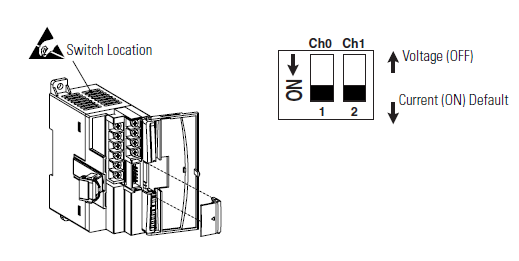 Switch Location
Ch0 Ch1
Voltage (OFF)
ON
Current (ON) Default
1 2